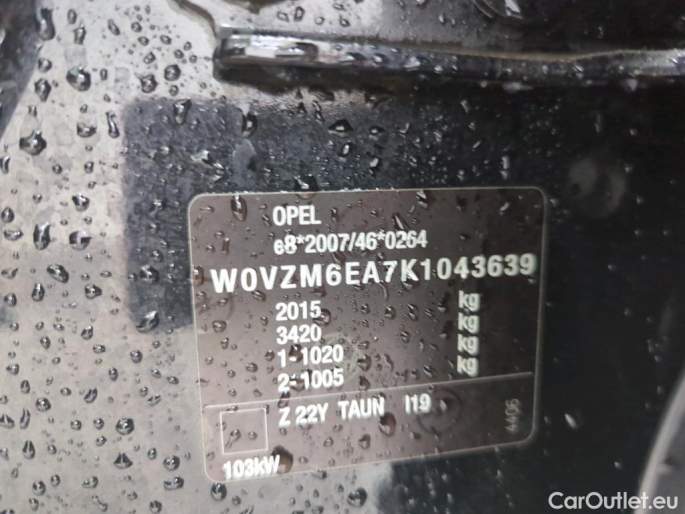 OPEL
e8*2007/46*0264
W0VZM6EA7K1043639
2015 kg
3420 kg
1-1020 kg
2-1005 kg
Z 22Y TAUN I19
4406
103kW
CarOutlet.eu